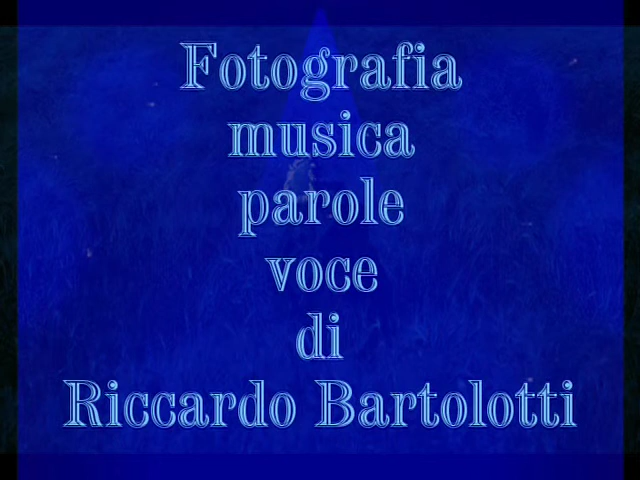 Fotografia
musica
parole
voce
di
Riccardo Bartolotti